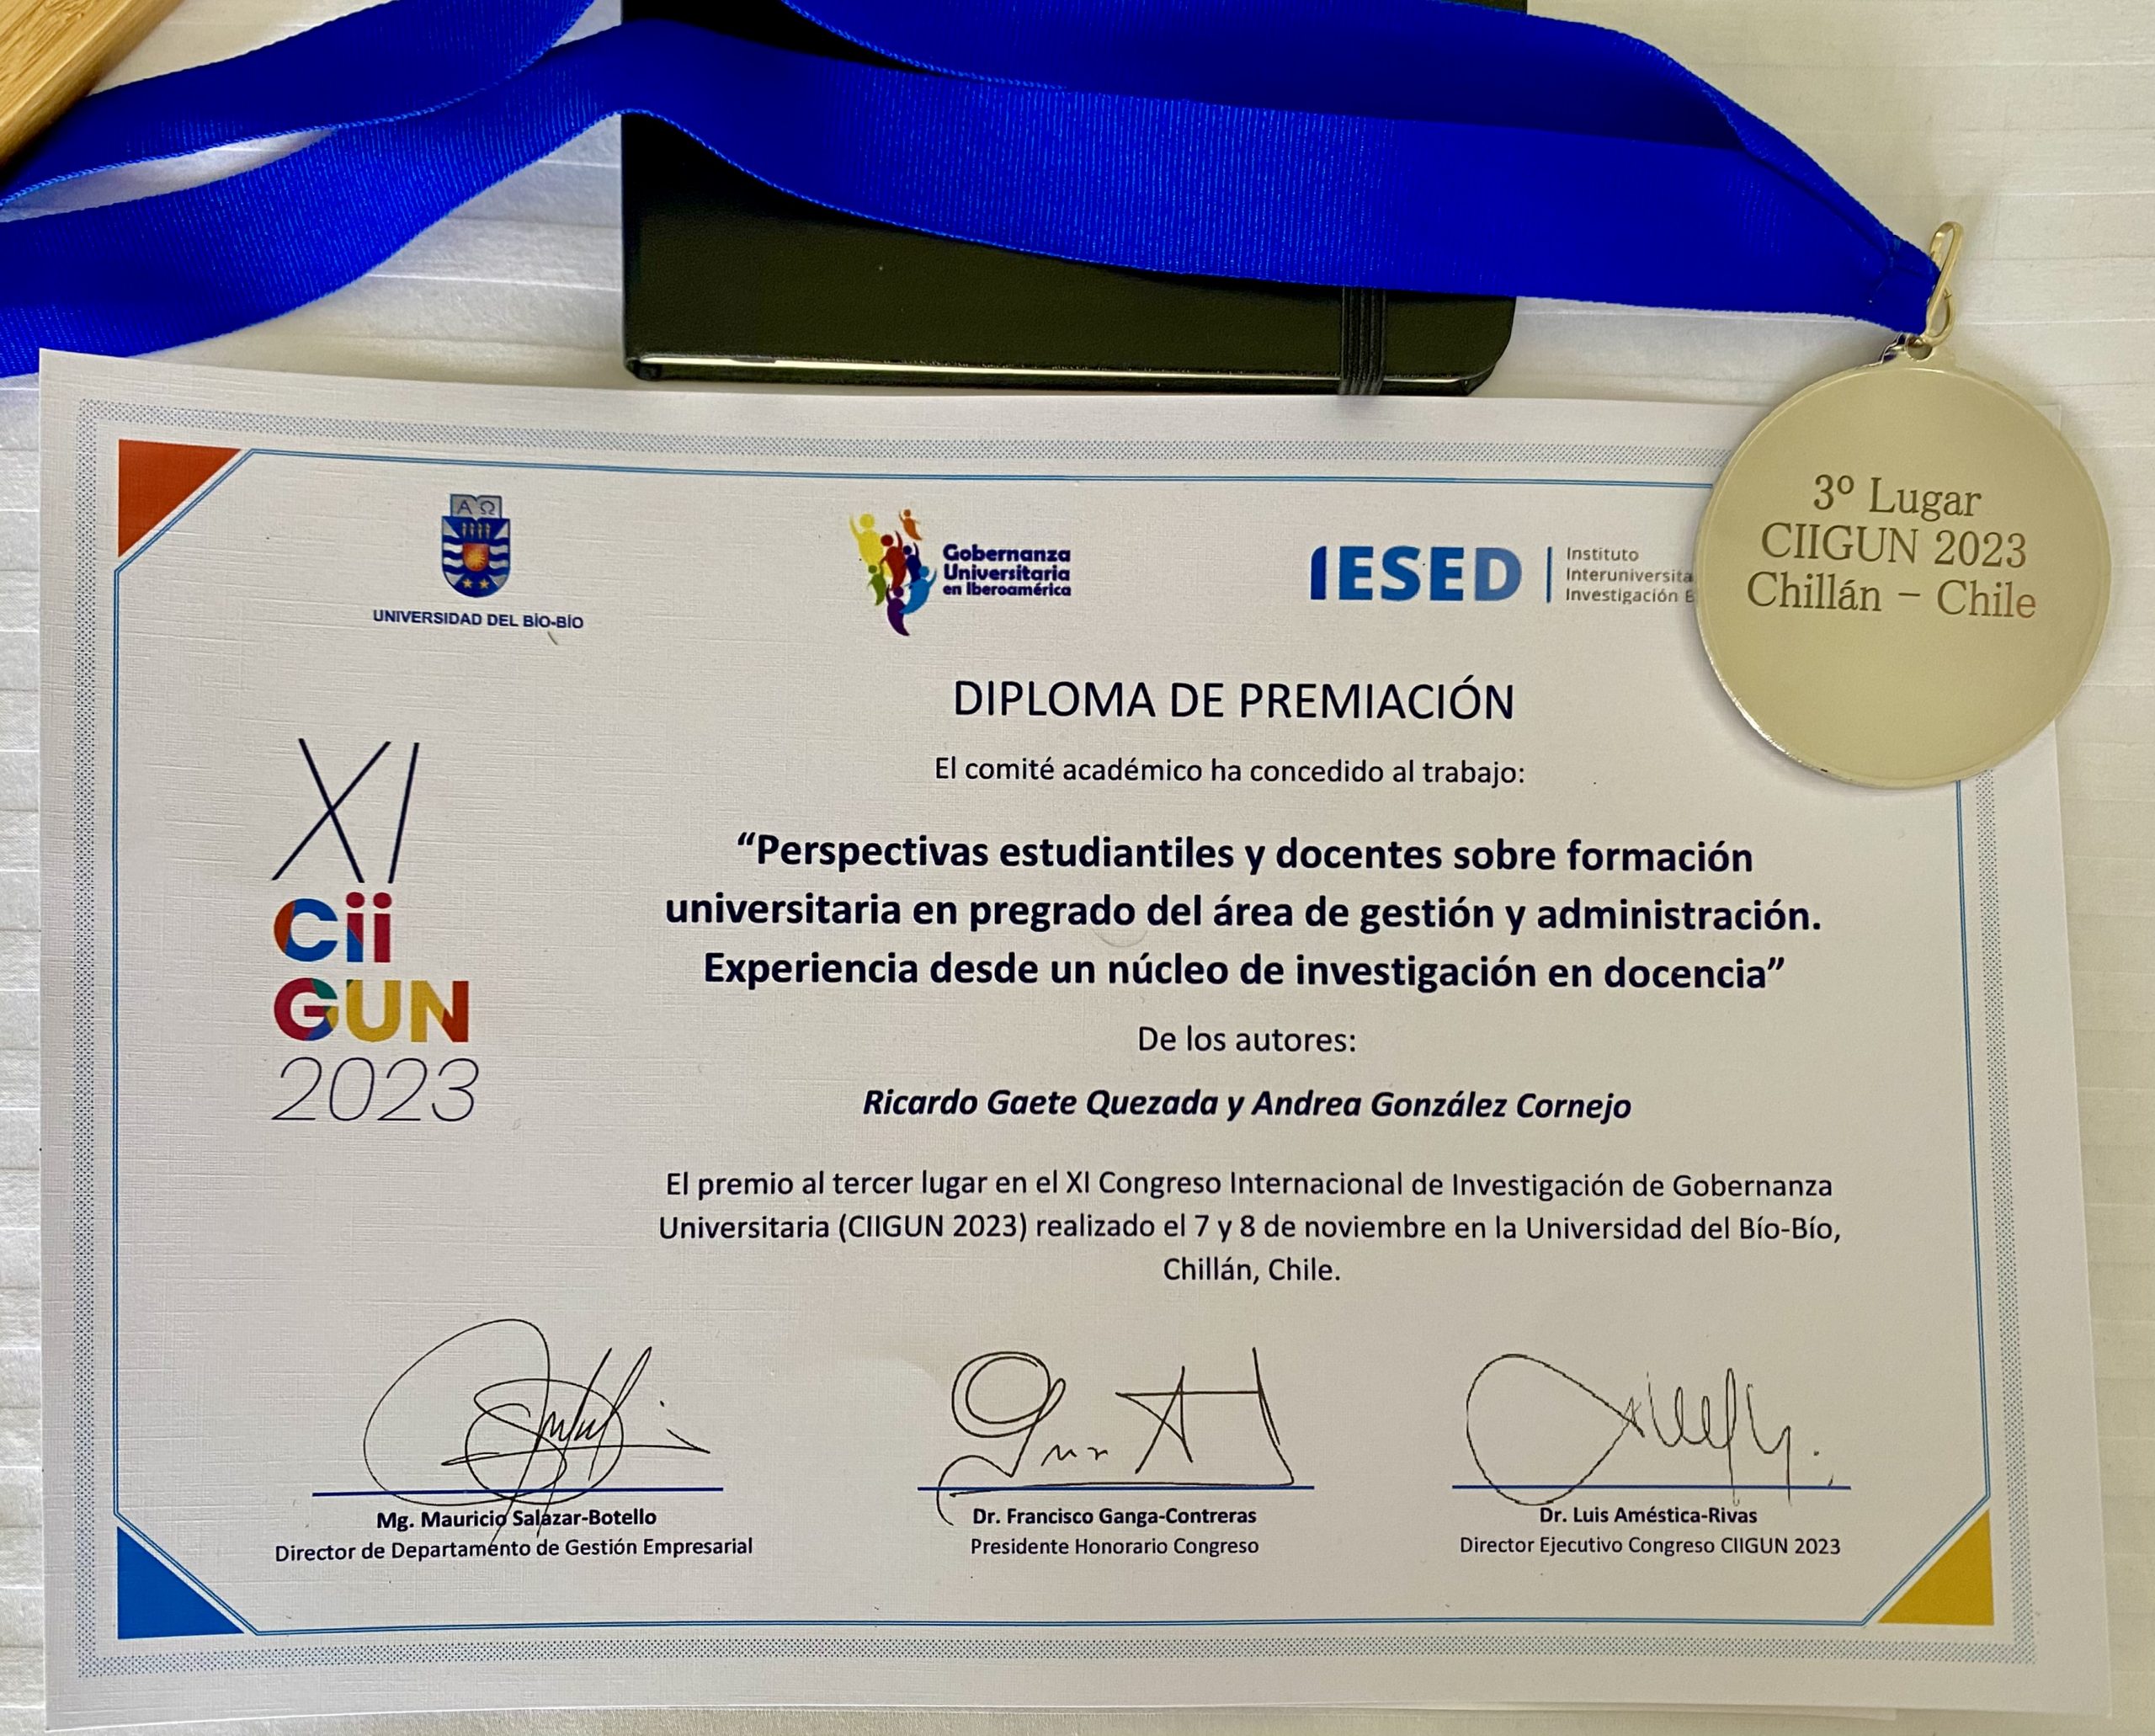 3º Lugar
CIIGUN 2023
Chillán – Chile
Α Ω
UNIVERSIDAD DEL BÍO-BÍO
Gobernanza
Universitaria
en Iberoamérica
IESED
Instituto
Investigación
DIPLOMA DE PREMIACIÓN
El comité académico ha concedido al trabajo:
XI
Cii
GUN
2023
“Perspectivas estudiantiles y docentes sobre formación
universitaria en pregrado del área de gestión y administración.
Experiencia desde un núcleo de investigación en docencia”
De los autores:
Ricardo Gaete Quezada y Andrea González Cornejo
El premio al tercer lugar en el XI Congreso Internacional de Investigación de Gobernanza
Universitaria (CIIGUN 2023) realizado el 7 y 8 de noviembre en la Universidad del Bío-Bío,
Chillán, Chile.
Mg. Mauricio Salazar-Botello
Director de Departamento de Gestión Empresarial
Dr. Francisco Ganga-Contreras
Presidente Honorario Congreso
Dr. Luis Améstica-Rivas
Director Ejecutivo Congreso CIIGUN 2023